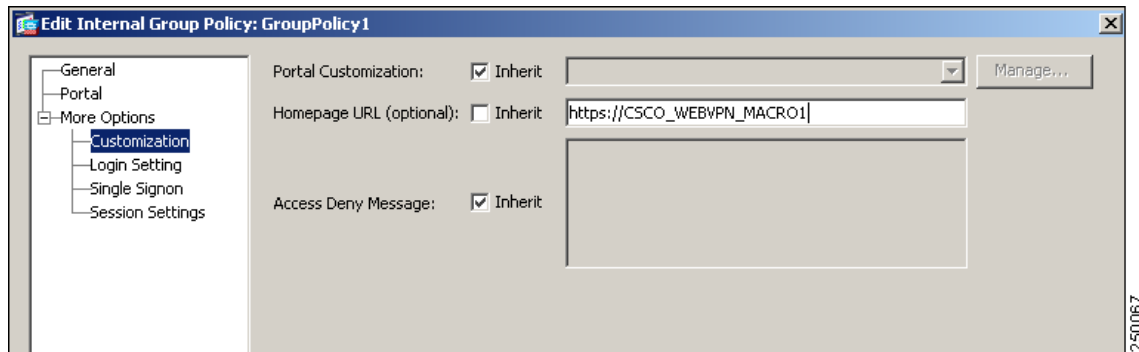 Edit Internal Group Policy: GroupPolicy1
General
Portal
More Options
Customization
Login Setting
Single Signon
Session Settings
Portal Customization: Inherit Manage...
Homepage URL (optional): Inherit https://CSCO_WEBVPN_MACRO1
Access Deny Message: Inherit
250067